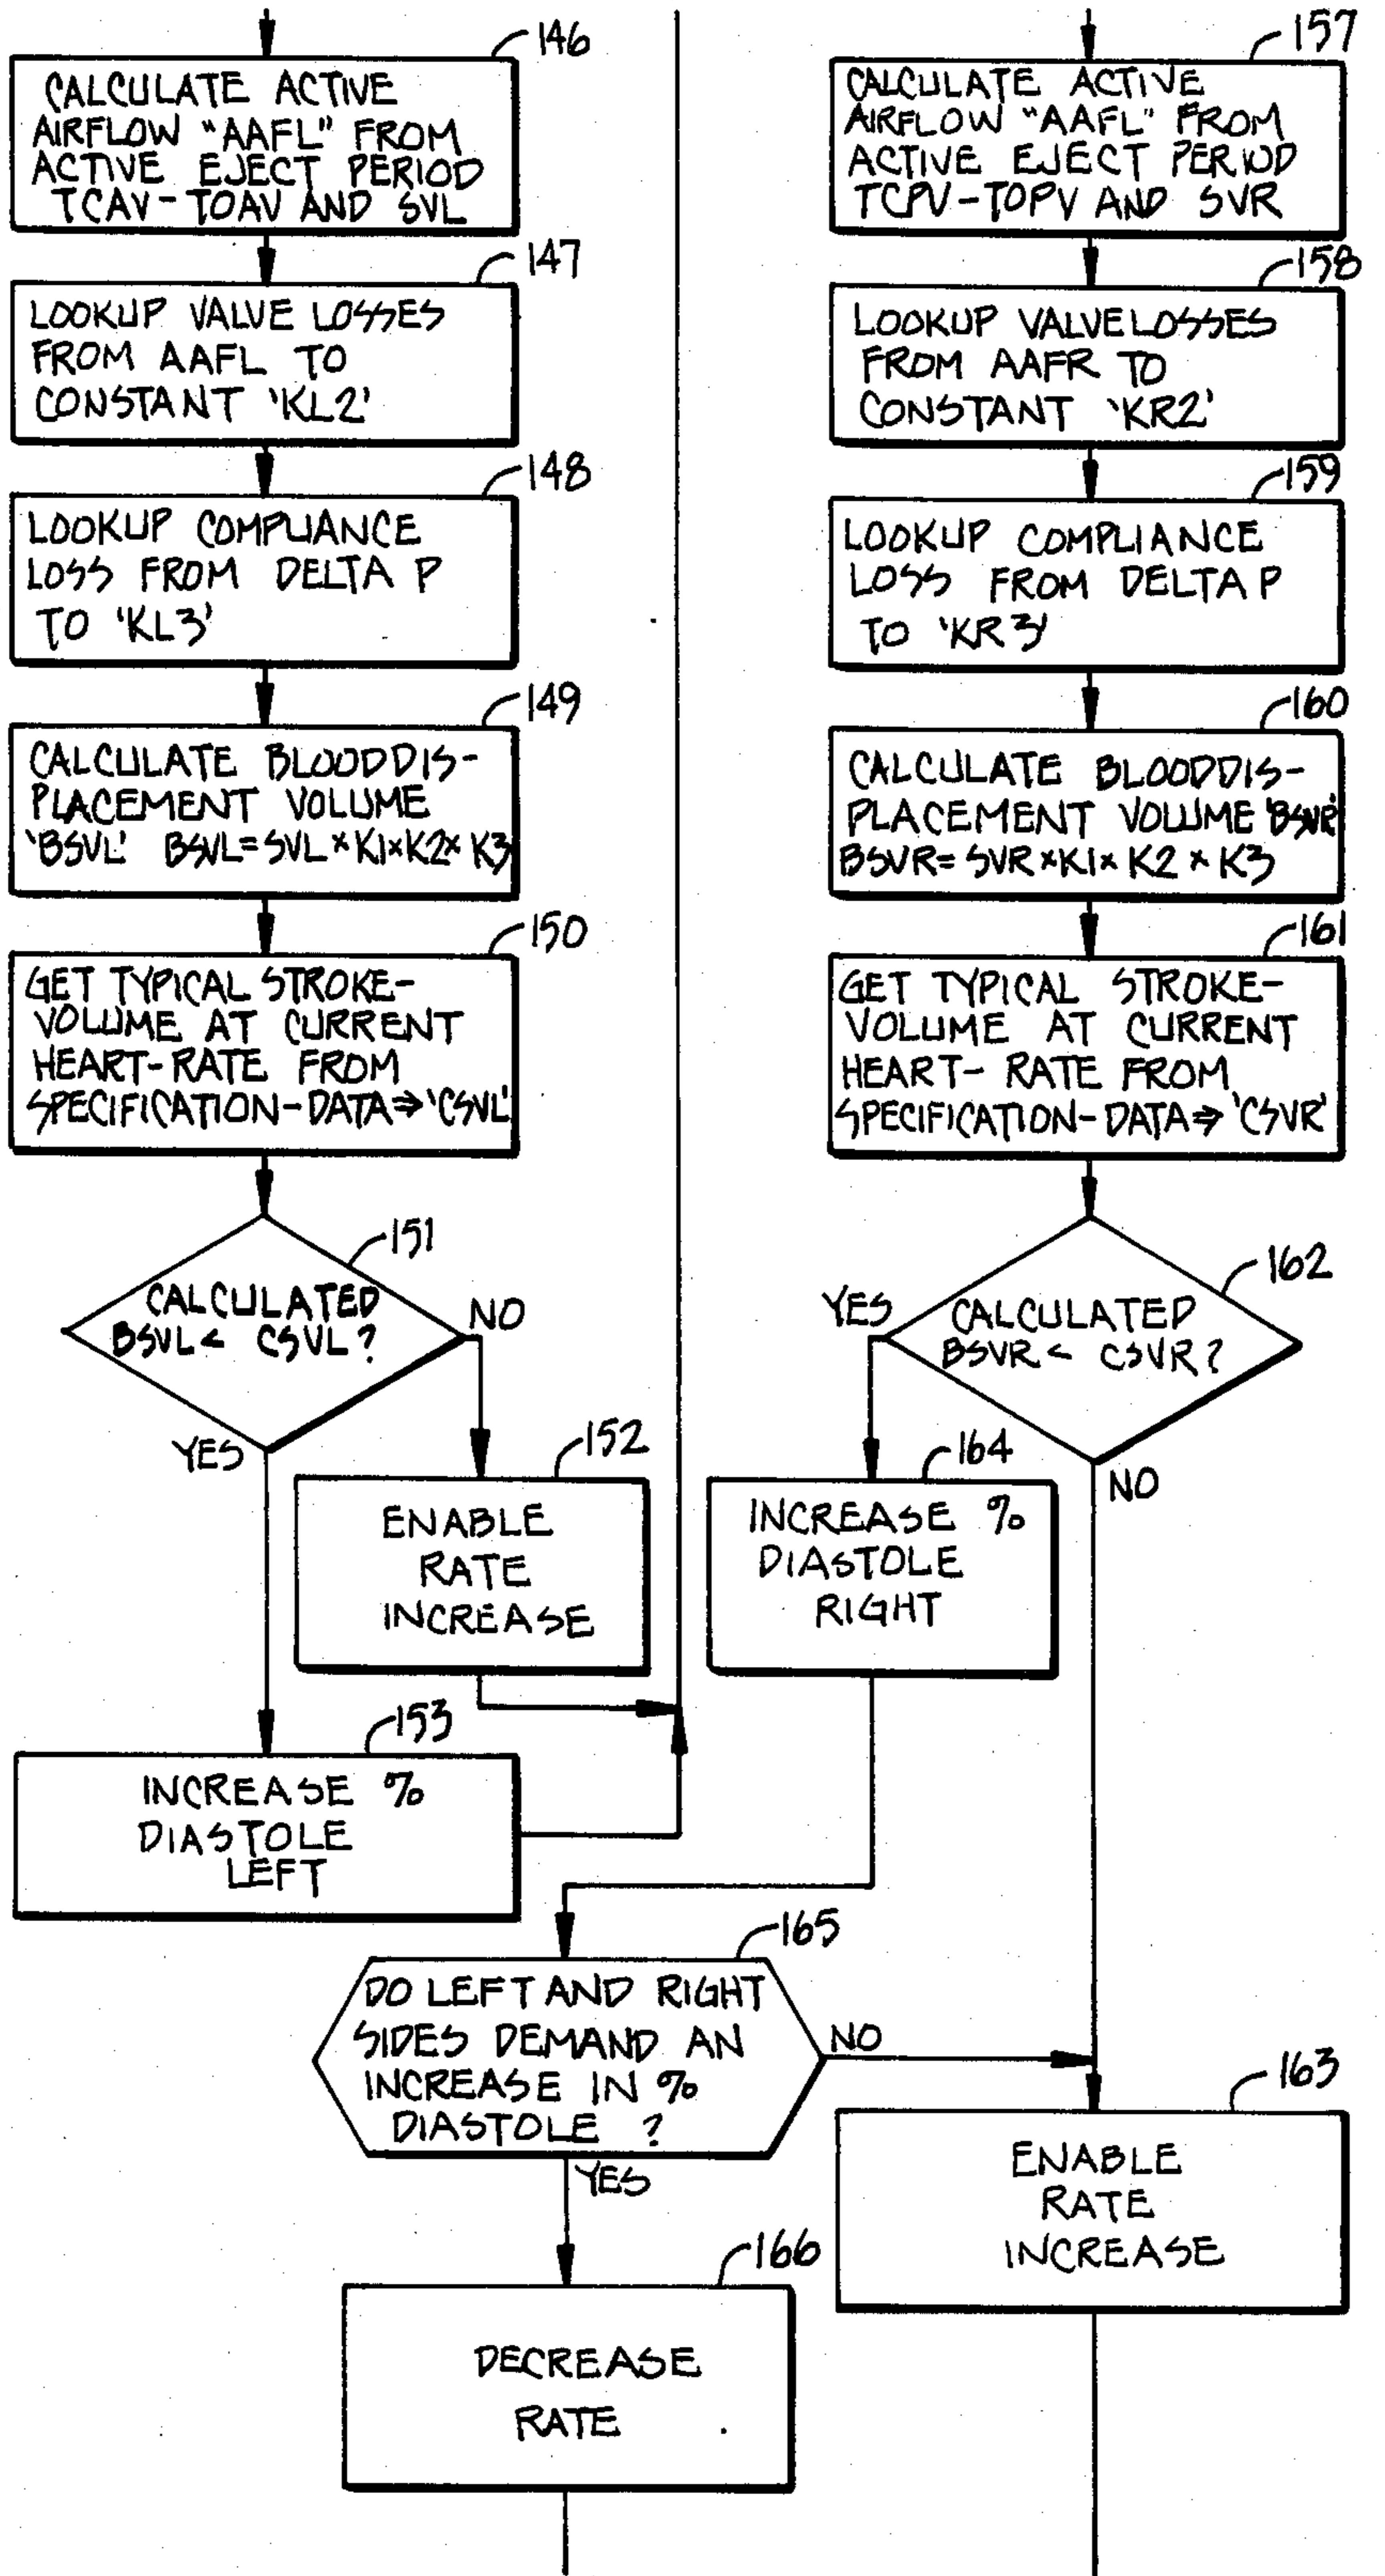 146
CALCULATE ACTIVE
AIRFLOW "AAFL" FROM
ACTIVE EJECT PERIOD
TCAV-TOAV AND SVL
147
LOOKUP VALVE LOSSES
FROM AAFL TO
CONSTANT 'KL2'
148
LOOKUP COMPLIANCE
LOSS FROM DELTA P
TO 'KL3'
149
CALCULATE BLOOD DIS-
PLACEMENT VOLUME
'BSVL' BSVL=SVL×K1×K2×K3
150
GET TYPICAL STROKE-
VOLUME AT CURRENT
HEART-RATE FROM
SPECIFICATION-DATA⇒'CSVL'
151
CALCULATED
BSVL< CSVL?
NO
YES
152
ENABLE
RATE
INCREASE
153
INCREASE %
DIASTOLE
LEFT
157
CALCULATE ACTIVE
AIRFLOW "AAFL" FROM
ACTIVE EJECT PERIOD
TCPV-TOPV AND SVR
158
LOOKUP VALVE LOSSES
FROM AAFR TO
CONSTANT 'KR2'
159
LOOKUP COMPLIANCE
LOSS FROM DELTA P
TO 'KR3'
160
CALCULATE BLOOD DIS-
PLACEMENT VOLUME 'BSVR'
BSVR=SVR×K1×K2×K3
161
GET TYPICAL STROKE-
VOLUME AT CURRENT
HEART-RATE FROM
SPECIFICATION-DATA⇒'CSVR'
162
YES
CALCULATED
BSVR< CSVR?
NO
164
INCREASE %
DIASTOLE
RIGHT
165
DO LEFT AND RIGHT
SIDES DEMAND AN
INCREASE IN %
DIASTOLE ?
NO
YES
163
ENABLE
RATE
INCREASE
166
DECREASE
RATE